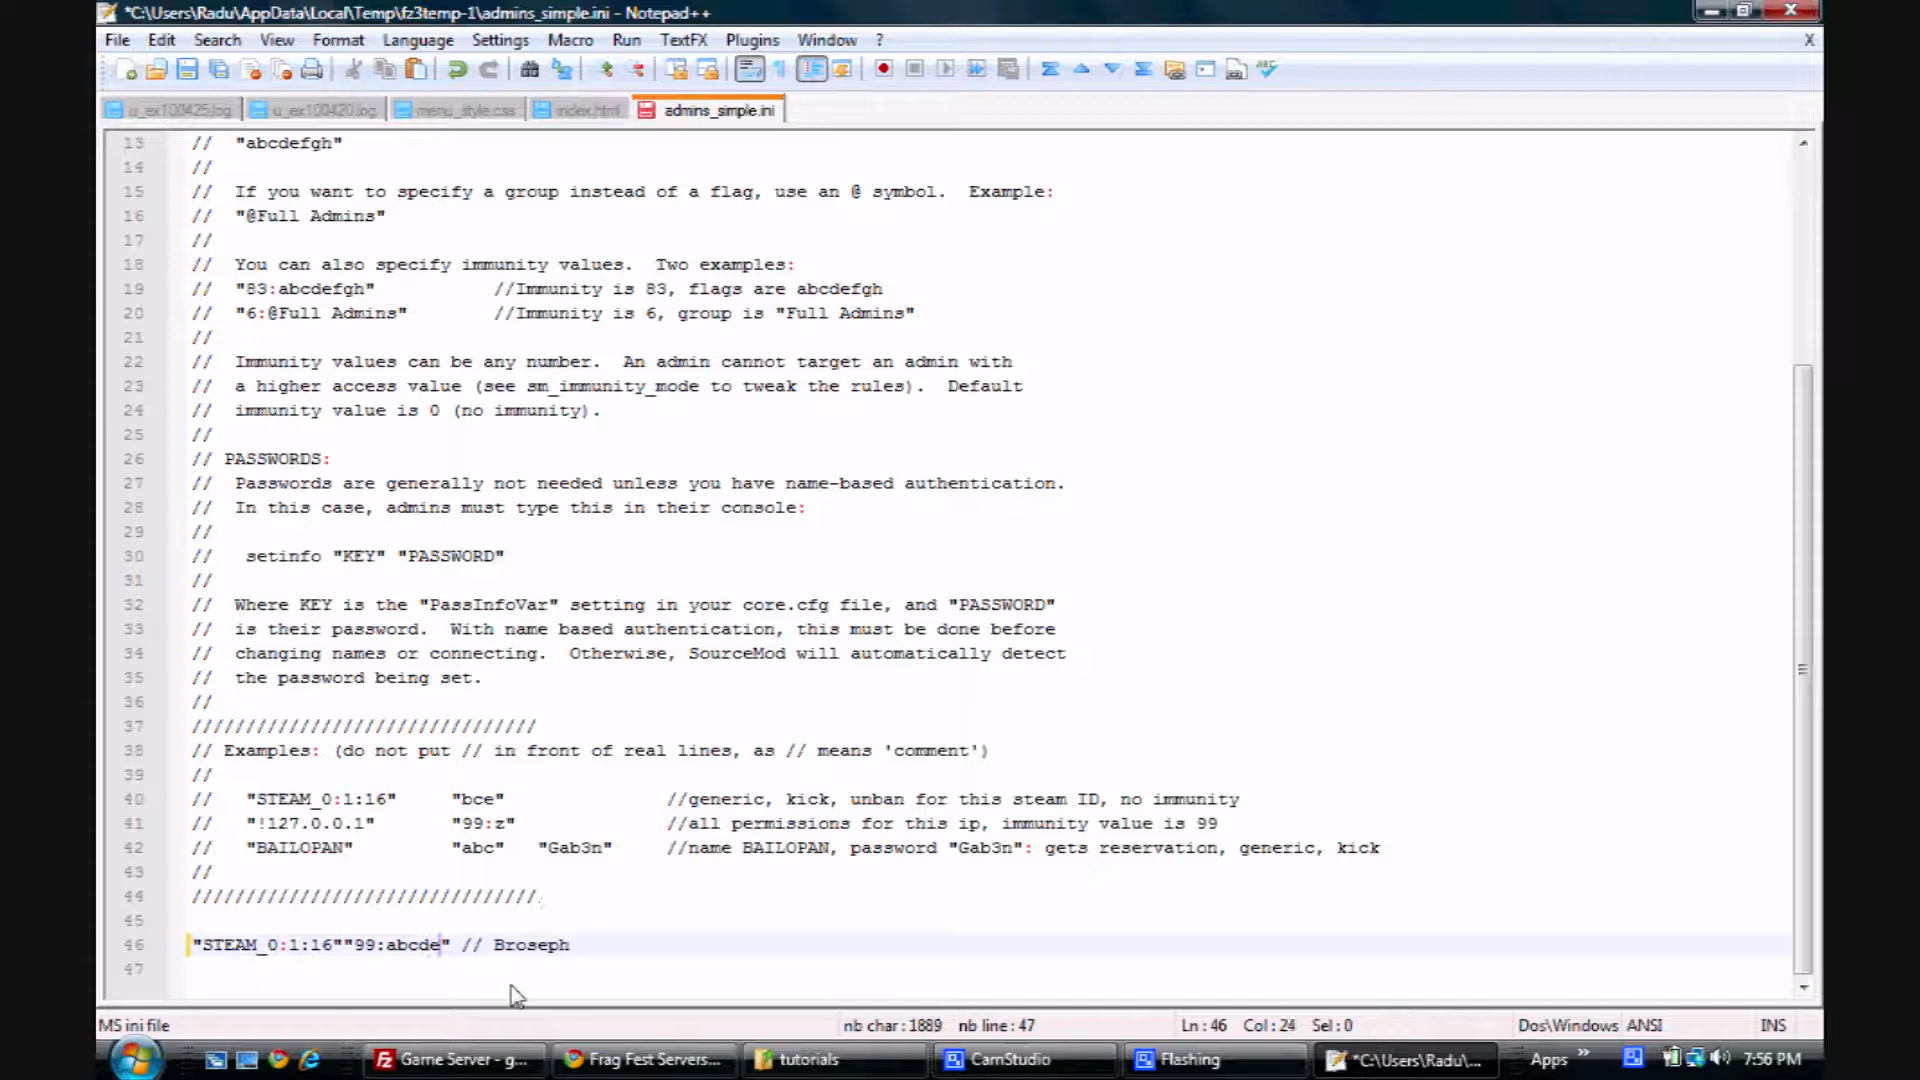 *C:\Users\Radu\AppData\Local\Temp\fz3temp-1\admins_simple.ini - Notepad++
File Edit Search View Format Language Settings Macro Run TextFX Plugins Window ? X
u_ex100425.log u_ex100420.log menu_style.css index.html admins_simple.ini
13 // "abcdefgh"
14 //
15 // If you want to specify a group instead of a flag, use an @ symbol. Example:
16 // "@Full Admins"
17 //
18 // You can also specify immunity values. Two examples:
19 // "83:abcdefgh" //Immunity is 83, flags are abcdefgh
20 // "6:@Full Admins" //Immunity is 6, group is "Full Admins"
21 //
22 // Immunity values can be any number. An admin cannot target an admin with
23 // a higher access value (see sm_immunity_mode to tweak the rules). Default
24 // immunity value is 0 (no immunity).
25 //
26 // PASSWORDS:
27 // Passwords are generally not needed unless you have name-based authentication.
28 // In this case, admins must type this in their console:
29 //
30 // setinfo "KEY" "PASSWORD"
31 //
32 // Where KEY is the "PassInfoVar" setting in your core.cfg file, and "PASSWORD"
33 // is their password. With name based authentication, this must be done before
34 // changing names or connecting. Otherwise, SourceMod will automatically detect
35 // the password being set.
36 //
37 ////////////////////////////////
38 // Examples: (do not put // in front of real lines, as // means 'comment')
39 //
40 // "STEAM_0:1:16" "bce" //generic, kick, unban for this steam ID, no immunity
41 // "!127.0.0.1" "99:z" //all permissions for this ip, immunity value is 99
42 // "BAILOPAN" "abc" "Gab3n" //name BAILOPAN, password "Gab3n": gets reservation, generic, kick
43 //
44 ////////////////////////////////
45
46 "STEAM_0:1:16""99:abcde" // Broseph
47
MS ini file nb char : 1889 nb line : 47 Ln : 46 Col : 24 Sel : 0 Dos\Windows ANSI INS
Game Server - g... Frag Fest Servers... tutorials CamStudio Flashing *C:\Users\Radu\... Apps » 7:56 PM